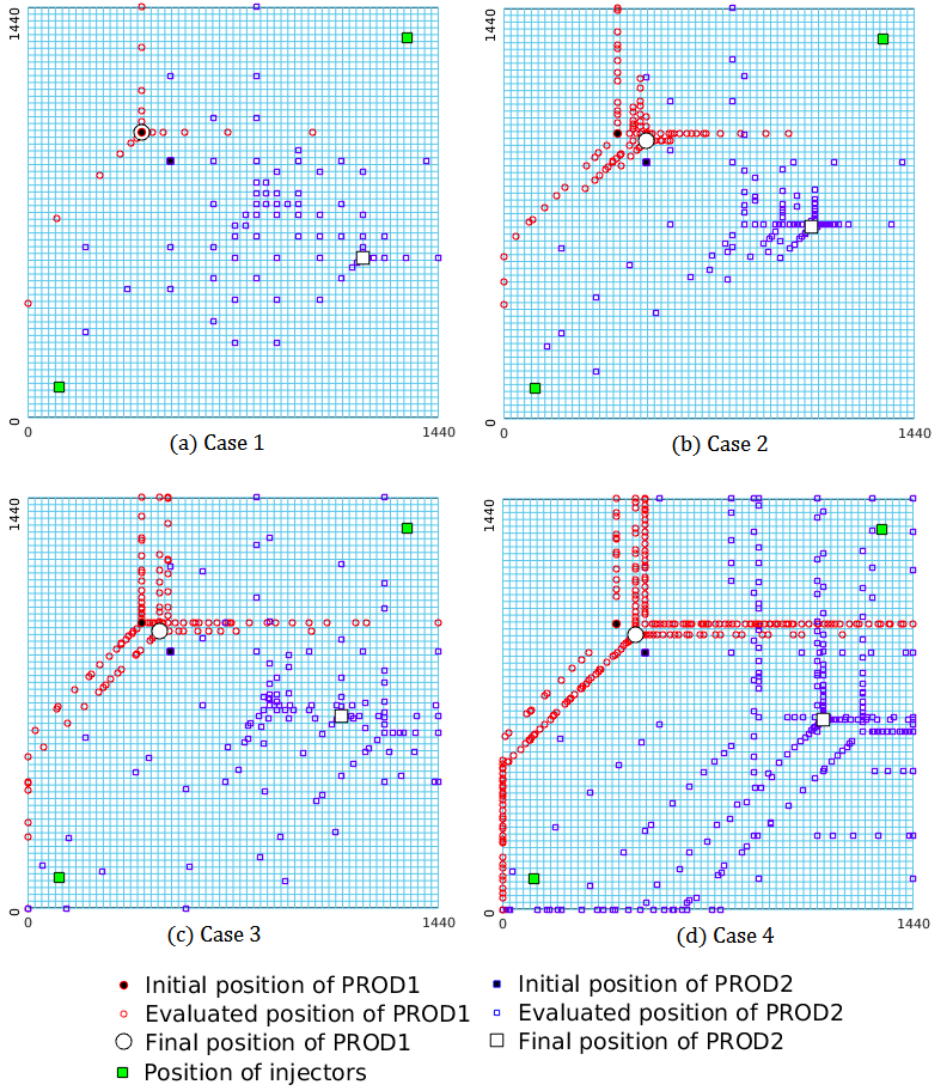 1440
1440
0
0
0
1440
0
1440
(a) Case 1
(b) Case 2
1440
1440
0
0
0
1440
0
1440
(c) Case 3
(d) Case 4
Initial position of PROD1
Initial position of PROD2
Evaluated position of PROD1
Evaluated position of PROD2
Final position of PROD1
Final position of PROD2
Position of injectors